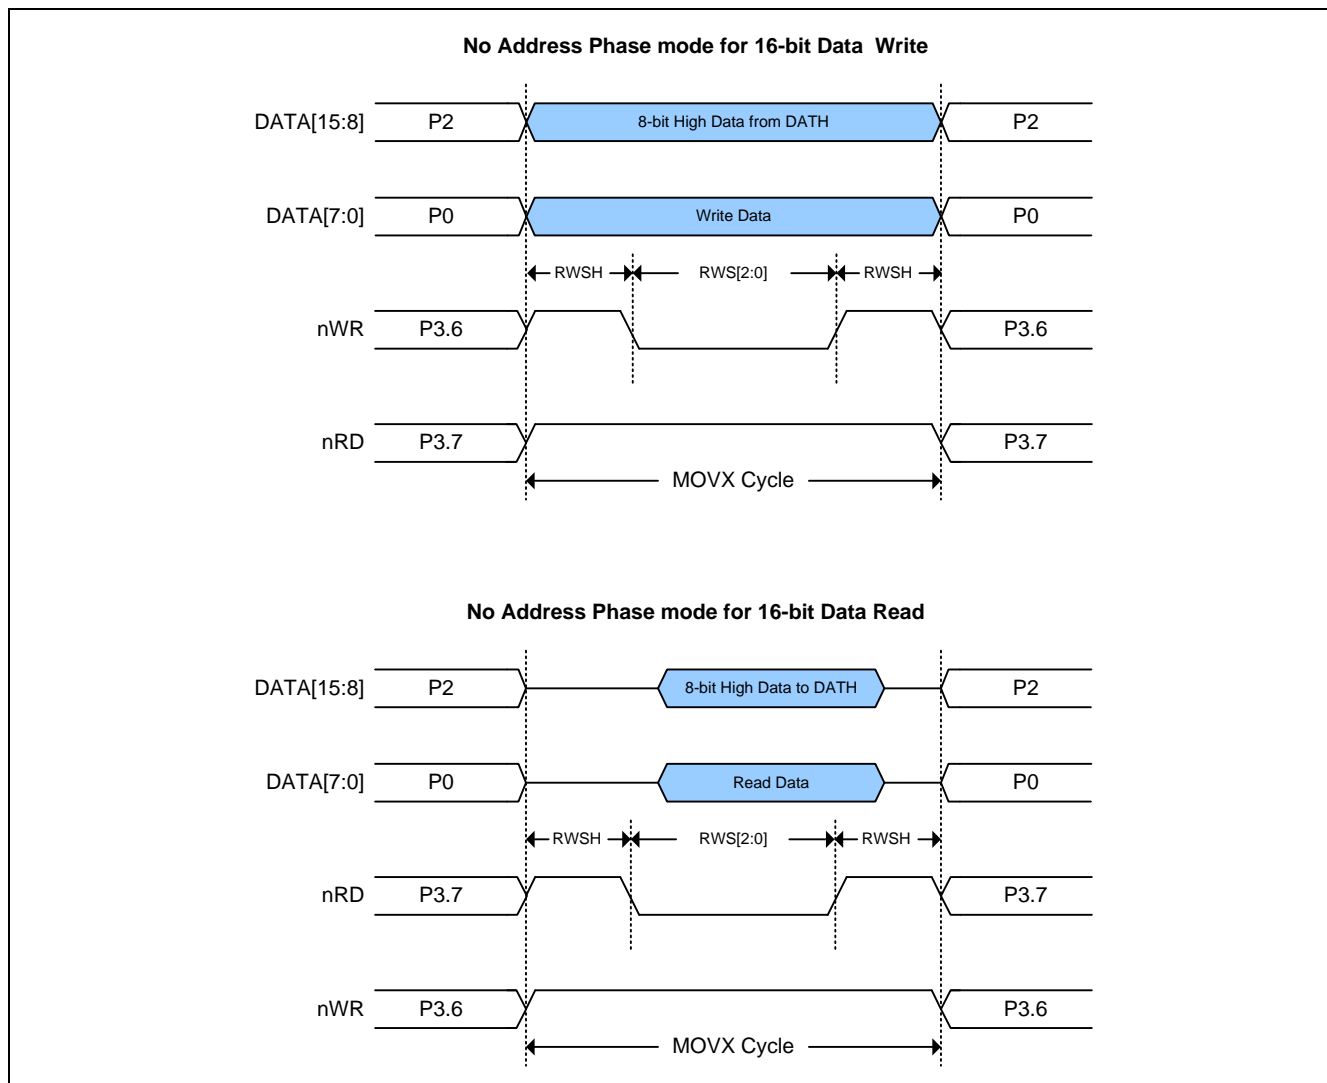 No Address Phase mode for 16-bit Data Write
DATA[15:8] P2 8-bit High Data from DATH P2
DATA[7:0] P0 Write Data P0
RWSH RWS[2:0] RWSH
nWR P3.6 P3.6
nRD P3.7 P3.7
MOVX Cycle
No Address Phase mode for 16-bit Data Read
DATA[15:8] P2 8-bit High Data to DATH P2
DATA[7:0] P0 Read Data P0
RWSH RWS[2:0] RWSH
nRD P3.7 P3.7
nWR P3.6 P3.6
MOVX Cycle